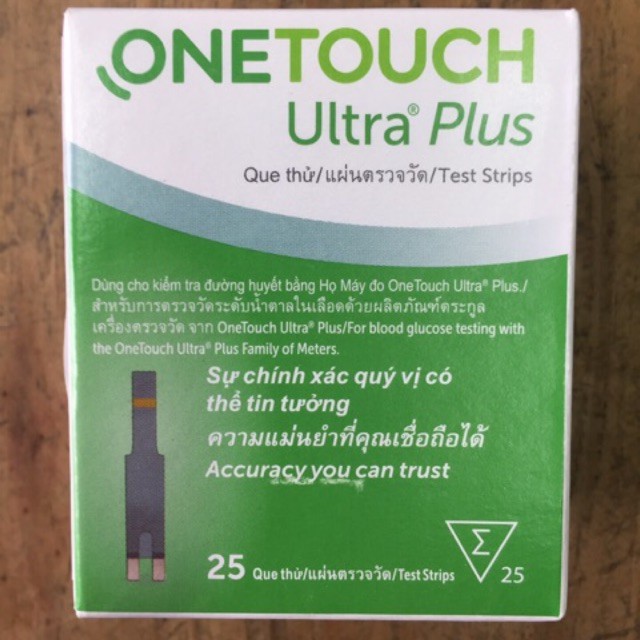 ONETOUCH
Ultra® Plus
Que thử/แผ่นตรวจวัด/Test Strips
Dùng cho kiểm tra đường huyết bằng Họ Máy đo OneTouch Ultra® Plus./
สำหรับการตรวจวัดระดับน้ำตาลในเลือดด้วยผลิตภัณฑ์ตระกูล
เครื่องตรวจวัด จาก OneTouch Ultra® Plus/For blood glucose testing with
the OneTouch Ultra® Plus Family of Meters.
Sự chính xác quý vị có
thể tin tưởng
ความแม่นยำที่คุณเชื่อถือได้
Accuracy you can trust
25 Que thử/แผ่นตรวจวัด/Test Strips
Σ 25